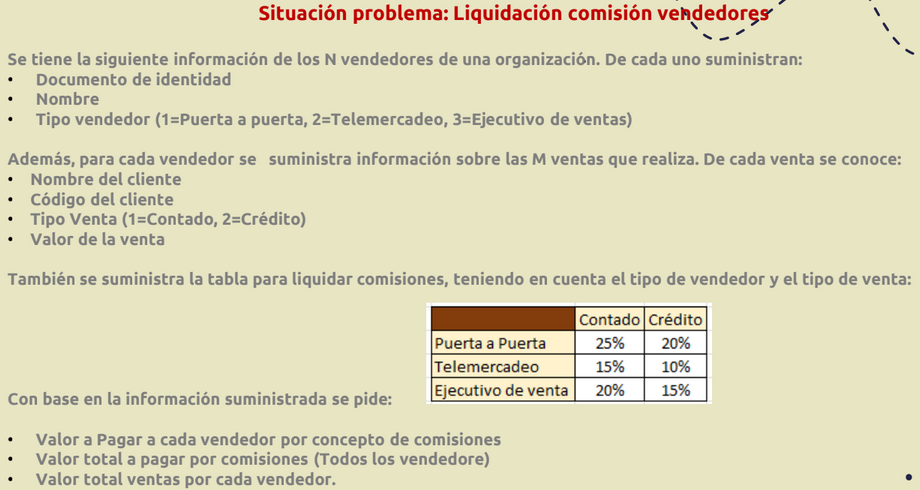 Situación problema: Liquidación comisión vendedores
Se tiene la siguiente información de los N vendedores de una organización. De cada uno suministran:
• Documento de identidad
• Nombre
• Tipo vendedor (1=Puerta a puerta, 2=Telemercadeo, 3=Ejecutivo de ventas)
Además, para cada vendedor se suministra información sobre las M ventas que realiza. De cada venta se conoce:
• Nombre del cliente
• Código del cliente
• Tipo Venta (1=Contado, 2=Crédito)
• Valor de la venta
También se suministra la tabla para liquidar comisiones, teniendo en cuenta el tipo de vendedor y el tipo de venta:
Contado Crédito
Puerta a Puerta 25% 20%
Telemercadeo 15% 10%
Ejecutivo de venta 20% 15%
Con base en la información suministrada se pide:
• Valor a Pagar a cada vendedor por concepto de comisiones
• Valor total a pagar por comisiones (Todos los vendedore)
• Valor total ventas por cada vendedor.